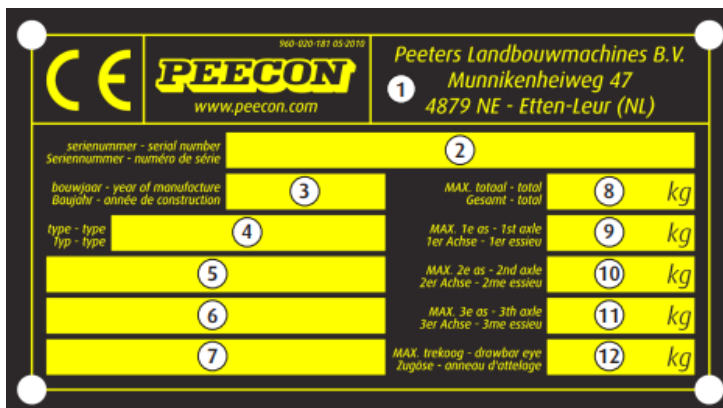 960-020-181 05-2010
CE
PEECON
www.peecon.com
1
Peeters Landbouwmachines B.V.
Munnikenheiweg 47
4879 NE - Etten-Leur (NL)
serienummer - serial number
Seriennummer - numéro de série
2
bouwjaar - year of manufacture
Baujahr - année de construction
3
MAX. totaal - total
Gesamt - total
8 kg
type - type
Typ - type
4
MAX. 1e as - 1st axle
1er Achse - 1er essieu
9 kg
5
MAX. 2e as - 2nd axle
2er Achse - 2me essieu
10 kg
6
MAX. 3e as - 3th axle
3er Achse - 3me essieu
11 kg
7
MAX. trekoog - drawbar eye
Zugöse - anneau d'attelage
12 kg